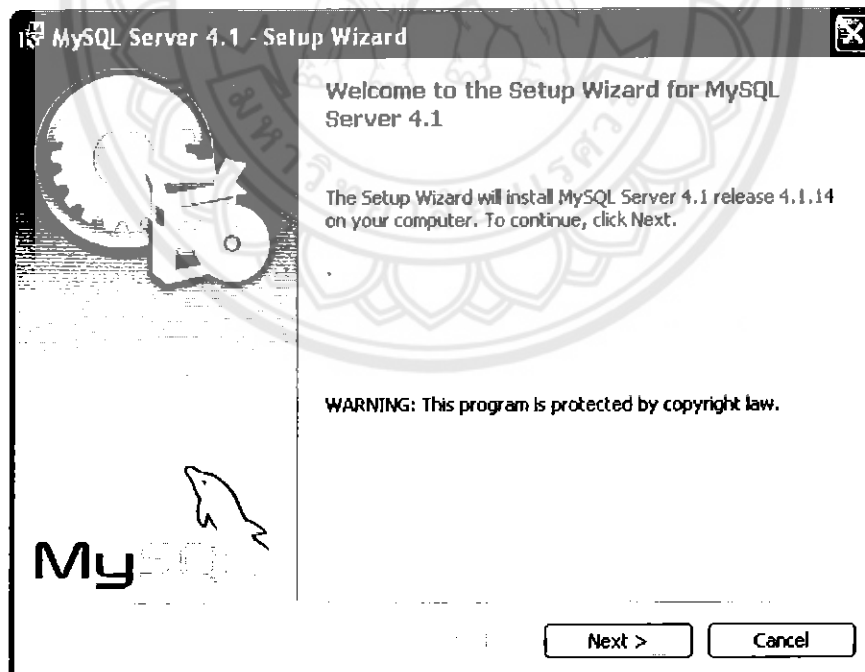 MySQL Server 4.1 - Setup Wizard
Welcome to the Setup Wizard for MySQL
Server 4.1
The Setup Wizard will install MySQL Server 4.1 release 4.1.14
on your computer. To continue, click Next.
WARNING: This program is protected by copyright law.
MySQL
Next >
Cancel